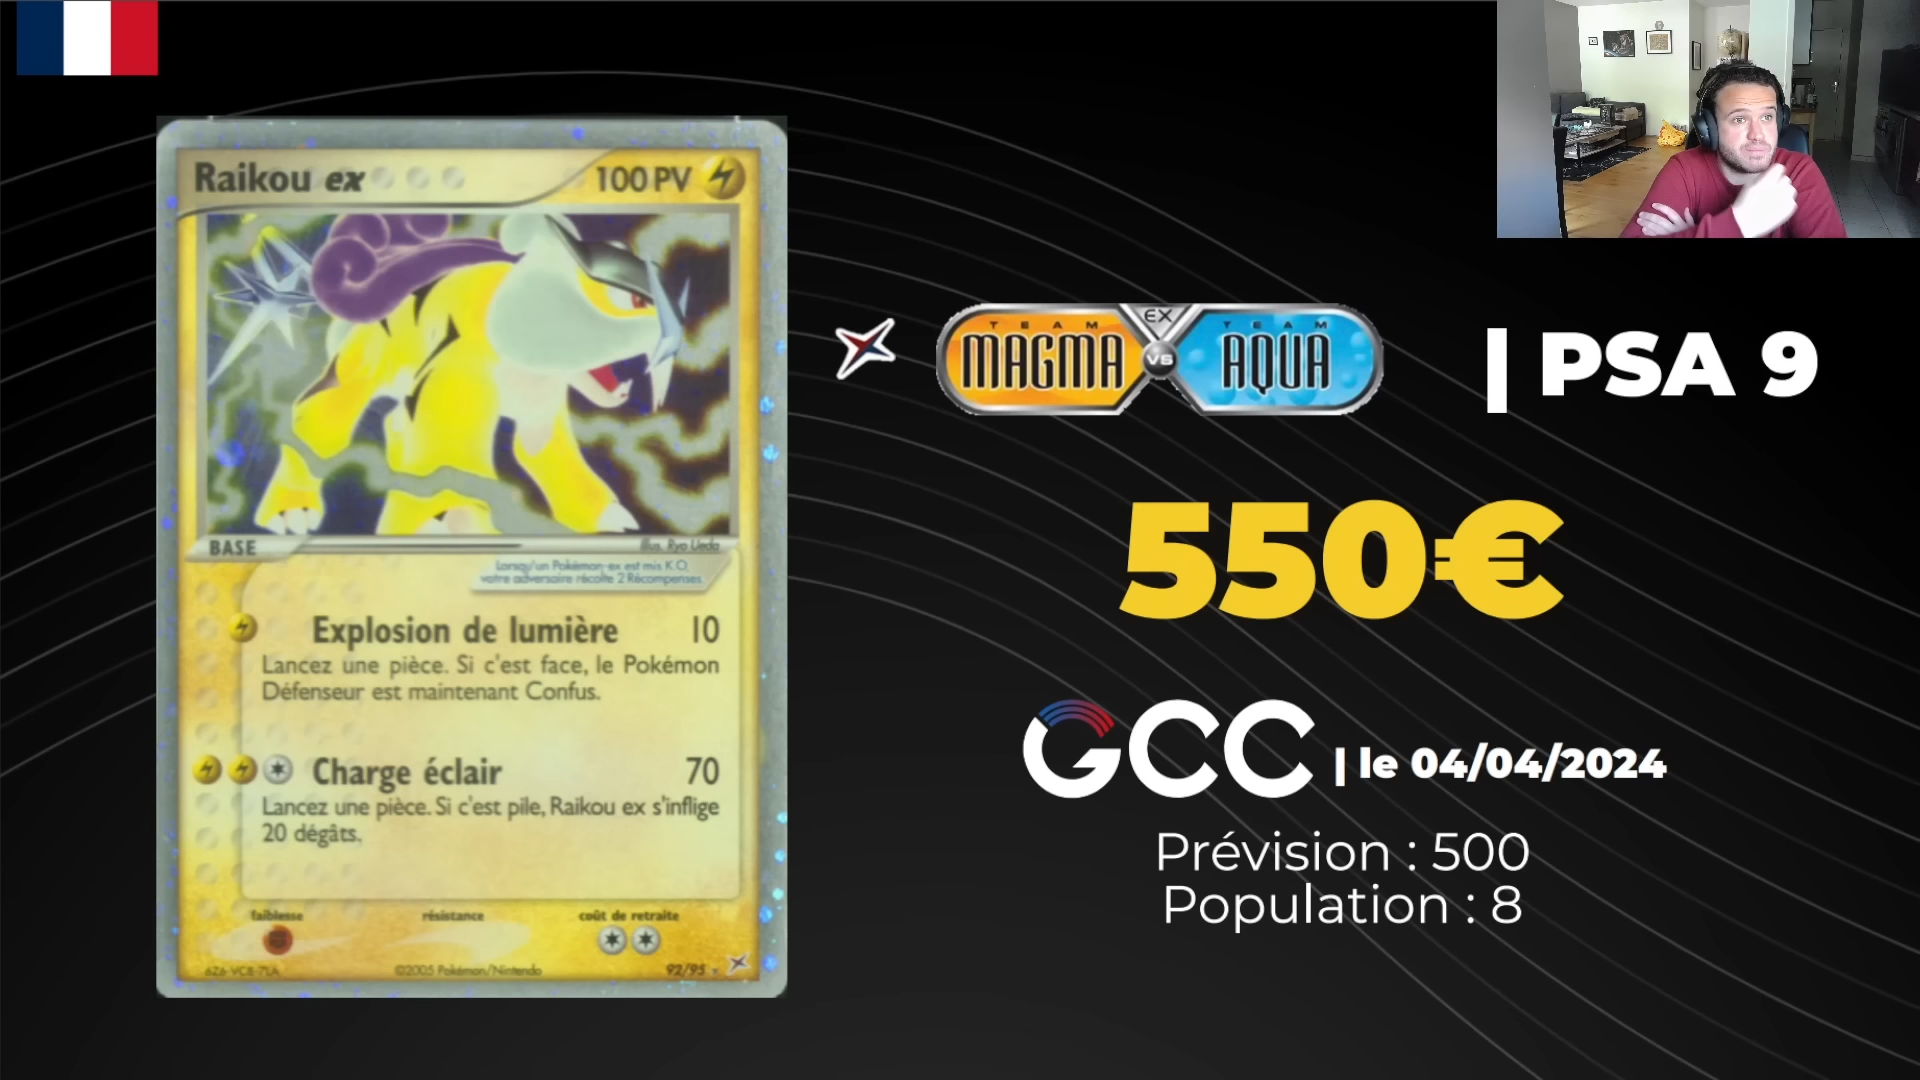 Raikou ex
100 PV
BASE
Illus. Ryo Ueda
Lorsqu'un Pokémon-ex est mis K.O,
votre adversaire récolte 2 Récompenses.
Explosion de lumière 10
Lancez une pièce. Si c'est face, le Pokémon
Défenseur est maintenant Confus.
Charge éclair 70
Lancez une pièce. Si c'est pile, Raikou ex s'inflige
20 dégâts.
faiblesse résistance coût de retraite
©2005 Pokémon/Nintendo 92/95
EX
TEAM MAGMA VS TEAM AQUA
| PSA 9
550€
GCC | le 04/04/2024
Prévision : 500
Population : 8